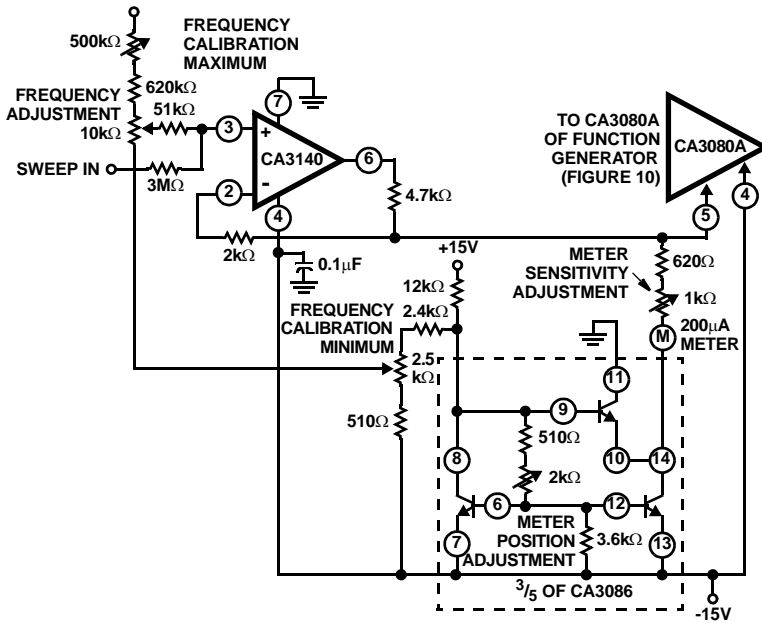 500kΩ
FREQUENCY
CALIBRATION
MAXIMUM
620kΩ
FREQUENCY
ADJUSTMENT
10kΩ
51kΩ
SWEEP IN
3MΩ
7
3
+
CA3140
6
2
-
4
4.7kΩ
2kΩ
0.1µF
TO CA3080A
OF FUNCTION
GENERATOR
(FIGURE 10)
CA3080A
4
5
+15V
12kΩ
2.4kΩ
FREQUENCY
CALIBRATION
MINIMUM
2.5
kΩ
510Ω
METER
SENSITIVITY
ADJUSTMENT
620Ω
1kΩ
M
200µA
METER
11
9
510Ω
10
14
8
2kΩ
6
12
METER
POSITION
ADJUSTMENT
3.6kΩ
7
13
3/5 OF CA3086
-15V